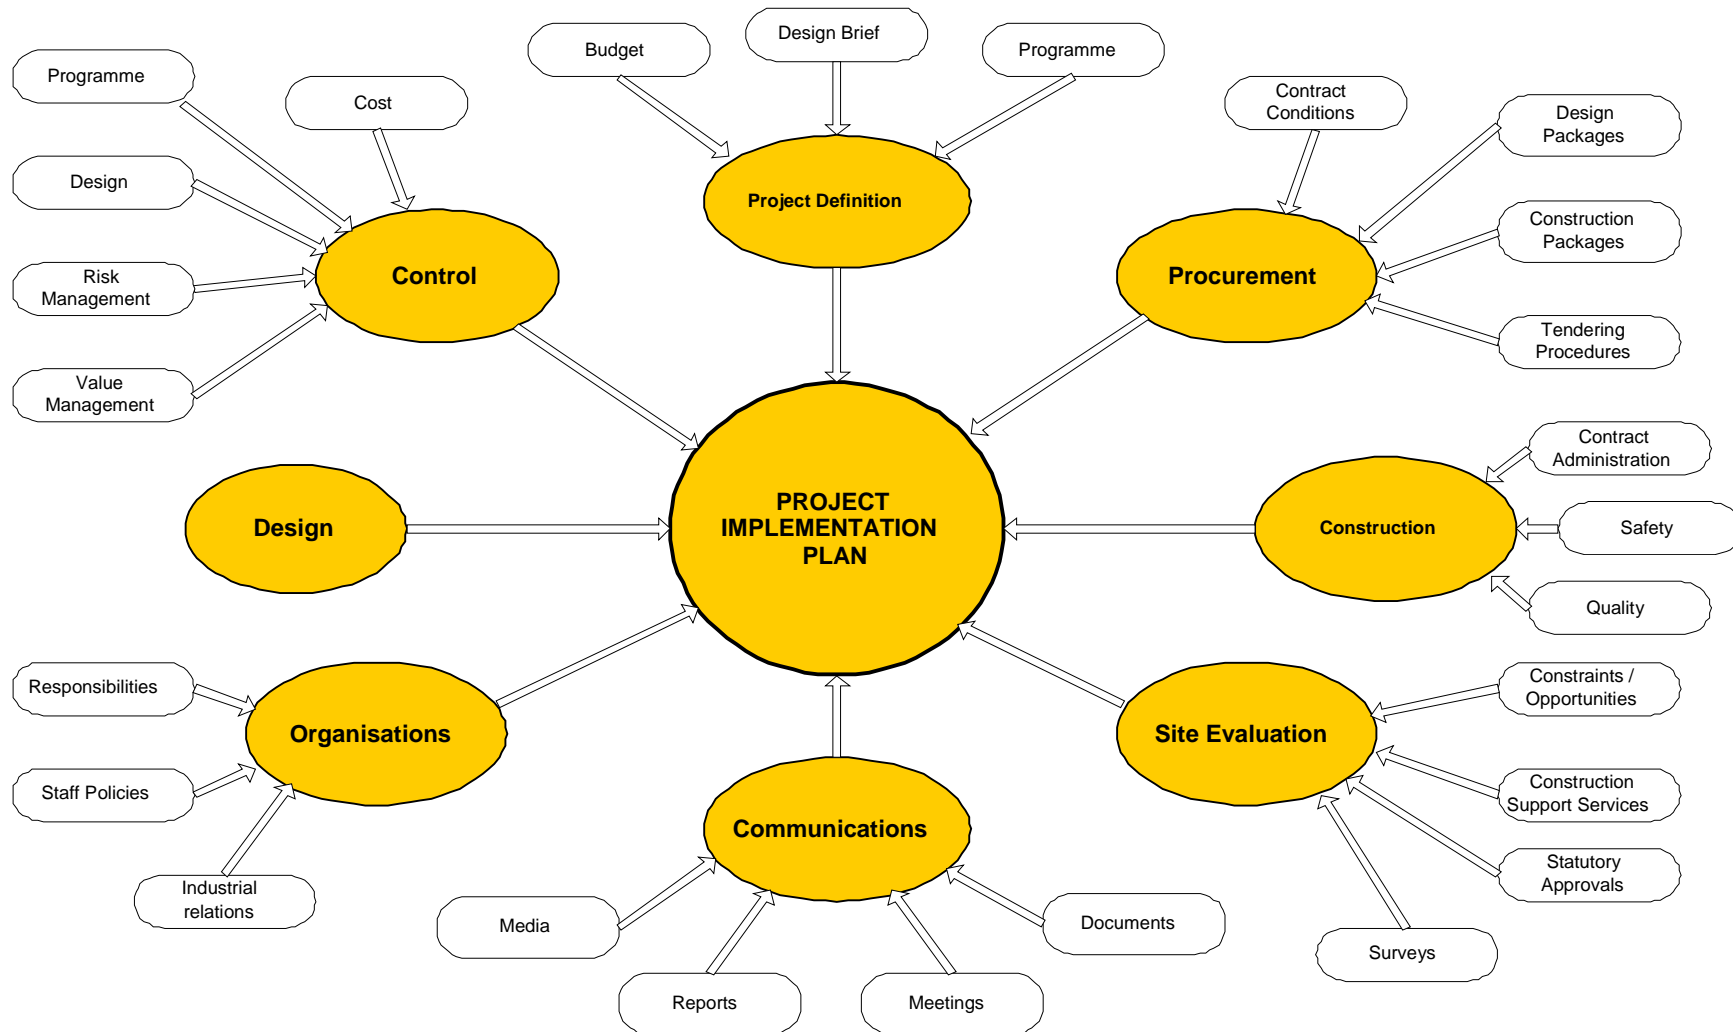 Design Brief
Budget
Programme
Programme
Cost
Contract
Conditions
Design
Packages
Design
Project Definition
Construction
Packages
Risk
Management
Control
Procurement
Tendering
Procedures
Value
Management
Contract
Administration
PROJECT
IMPLEMENTATION
PLAN
Design
Construction
Safety
Quality
Responsibilities
Constraints /
Opportunities
Organisations
Site Evaluation
Staff Policies
Construction
Support Services
Communications
Industrial
relations
Statutory
Approvals
Media
Documents
Surveys
Reports
Meetings